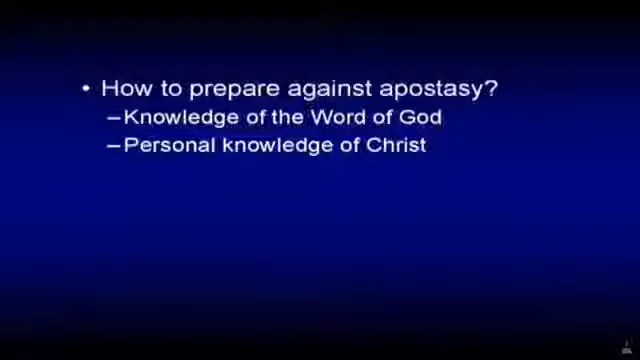 • How to prepare against apostasy?
–Knowledge of the Word of God
–Personal knowledge of Christ